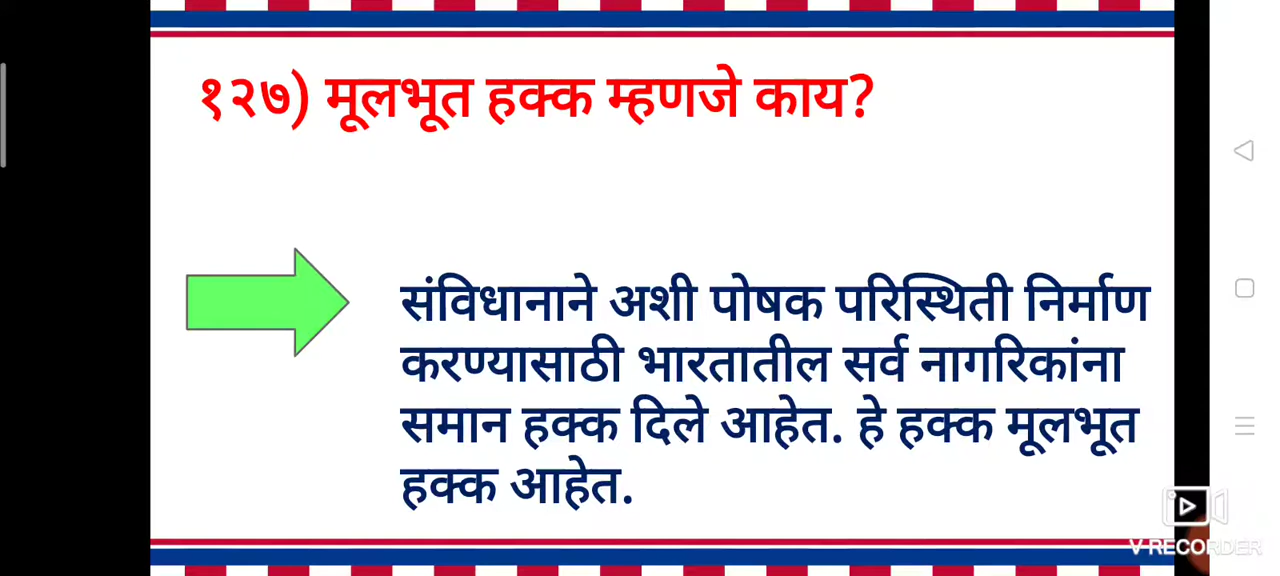 १२७) मूलभूत हक्क म्हणजे काय?
संविधानाने अशी पोषक परिस्थिती निर्माण
करण्यासाठी भारतातील सर्व नागरिकांना
समान हक्क दिले आहेत. हे हक्क मूलभूत
हक्क आहेत.
V RECORDER